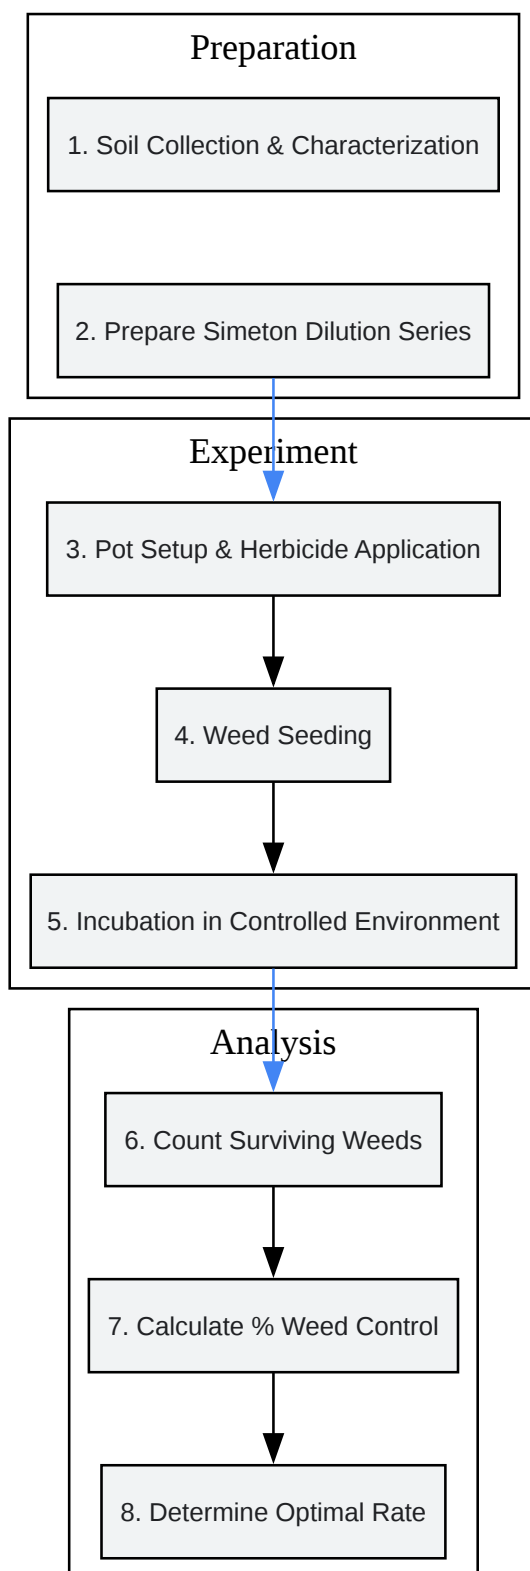 Preparation
1. Soil Collection & Characterization
2. Prepare Simeton Dilution Series
Experiment
3. Pot Setup & Herbicide Application
4. Weed Seeding
5. Incubation in Controlled Environment
Analysis
6. Count Surviving Weeds
7. Calculate % Weed Control
8. Determine Optimal Rate